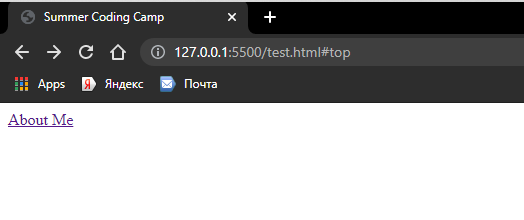 Summer Coding Camp
127.0.0.1:5500/test.html#top
Apps Яндекс Почта
About Me